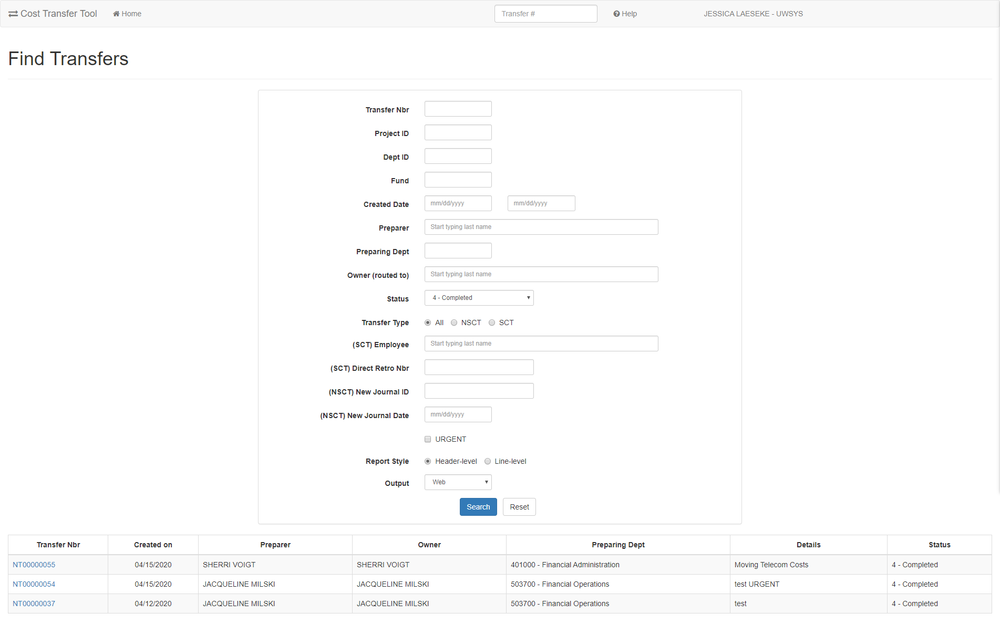 Cost Transfer Tool Home Transfer # Help JESSICA LAESEKE - UWSYS
Find Transfers
Transfer Nbr
Project ID
Dept ID
Fund
Created Date mm/dd/yyyy mm/dd/yyyy
Preparer Start typing last name
Preparing Dept
Owner (routed to) Start typing last name
Status 4 - Completed
Transfer Type All NSCT SCT
(SCT) Employee Start typing last name
(SCT) Direct Retro Nbr
(NSCT) New Journal ID
(NSCT) New Journal Date mm/dd/yyyy
URGENT
Report Style Header-level Line-level
Output Web
Search Reset
Transfer Nbr Created on Preparer Owner Preparing Dept Details Status
NT00000055 04/15/2020 SHERRI VOIGT SHERRI VOIGT 401000 - Financial Administration Moving Telecom Costs 4 - Completed
NT00000054 04/15/2020 JACQUELINE MILSKI JACQUELINE MILSKI 503700 - Financial Operations test URGENT 4 - Completed
NT00000037 04/12/2020 JACQUELINE MILSKI JACQUELINE MILSKI 503700 - Financial Operations test 4 - Completed